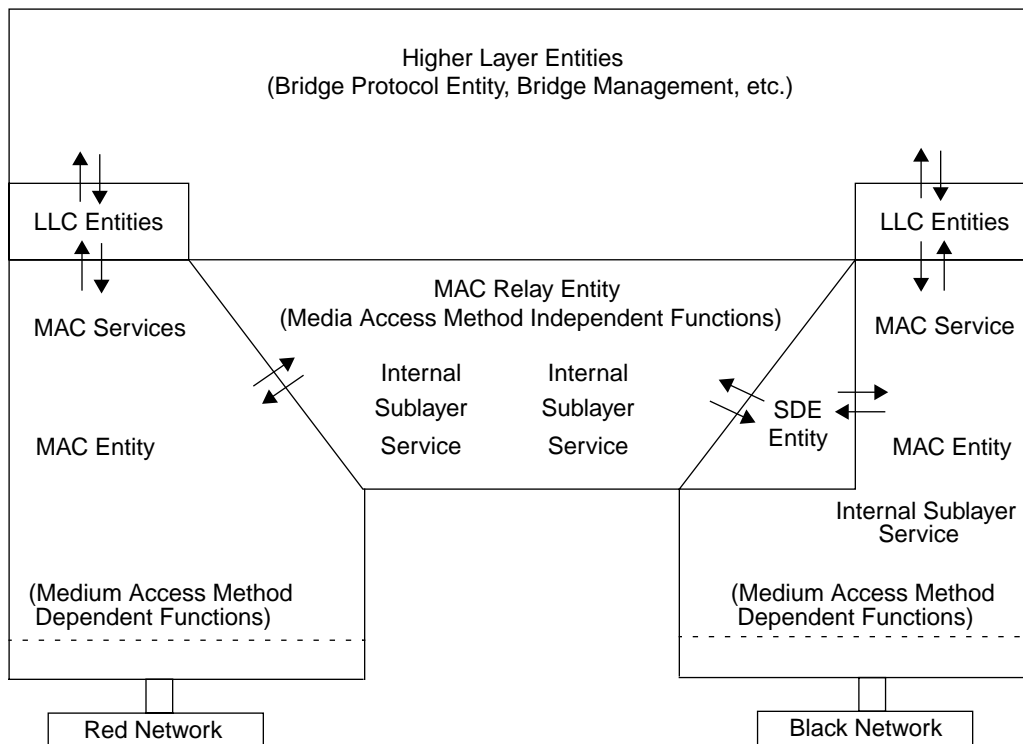 Higher Layer Entities
(Bridge Protocol Entity, Bridge Management, etc.)
LLC Entities
LLC Entities
MAC Relay Entity
(Media Access Method Independent Functions)
MAC Services
MAC Service
Internal
Sublayer
Service
Internal
Sublayer
Service
SDE
Entity
MAC Entity
MAC Entity
Internal Sublayer
Service
(Medium Access Method
Dependent Functions)
(Medium Access Method
Dependent Functions)
Red Network
Black Network